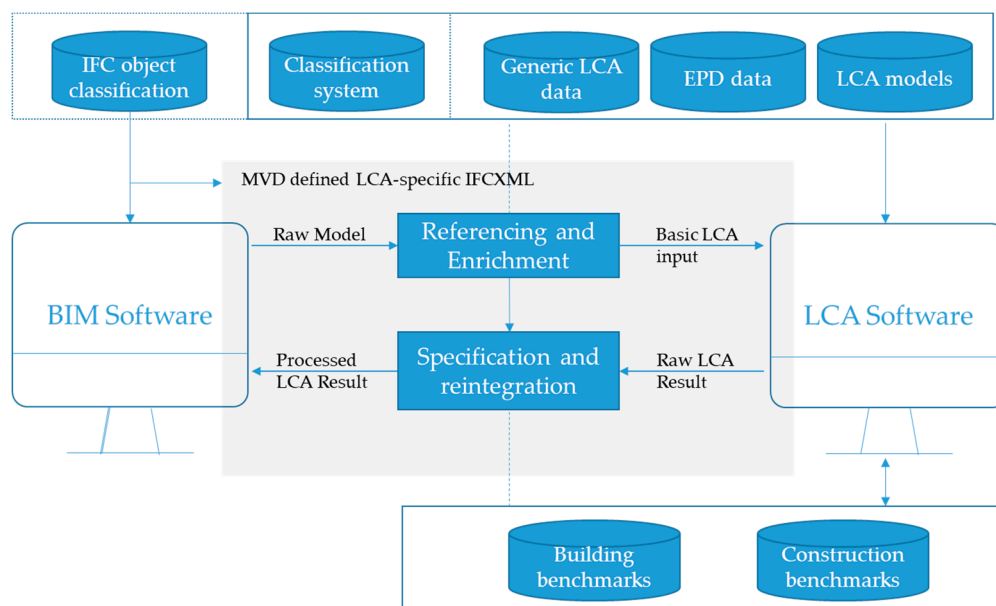 IFC object
classification
Classification
system
Generic LCA
data
EPD data
LCA models
MVD defined LCA-specific IFCXML
Raw Model
Referencing and
Enrichment
Basic LCA
input
BIM Software
LCA Software
Processed
LCA Result
Specification and
reintegration
Raw LCA
Result
Building
benchmarks
Construction
benchmarks